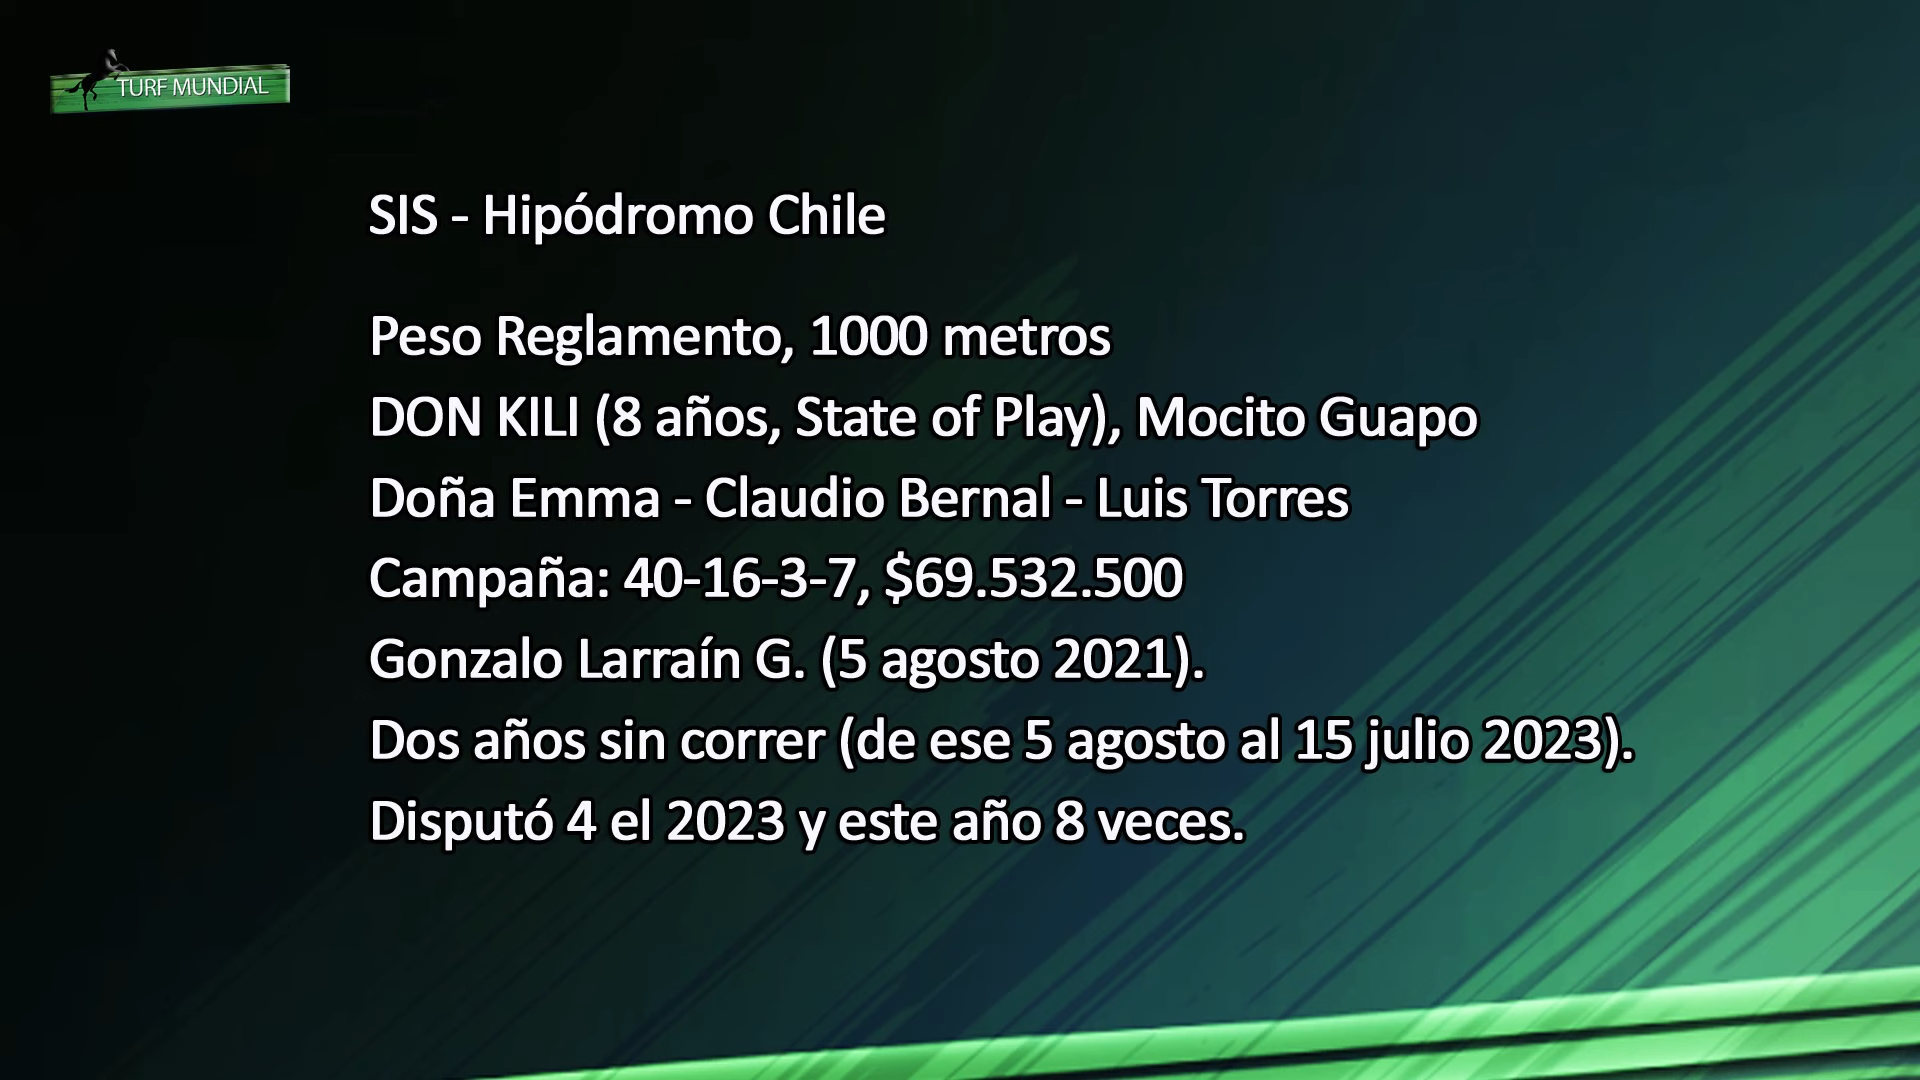 TURF MUNDIAL
SIS - Hipódromo Chile
Peso Reglamento, 1000 metros
DON KILI (8 años, State of Play), Mocito Guapo
Doña Emma - Claudio Bernal - Luis Torres
Campaña: 40-16-3-7, $69.532.500
Gonzalo Larraín G. (5 agosto 2021).
Dos años sin correr (de ese 5 agosto al 15 julio 2023).
Disputó 4 el 2023 y este año 8 veces.